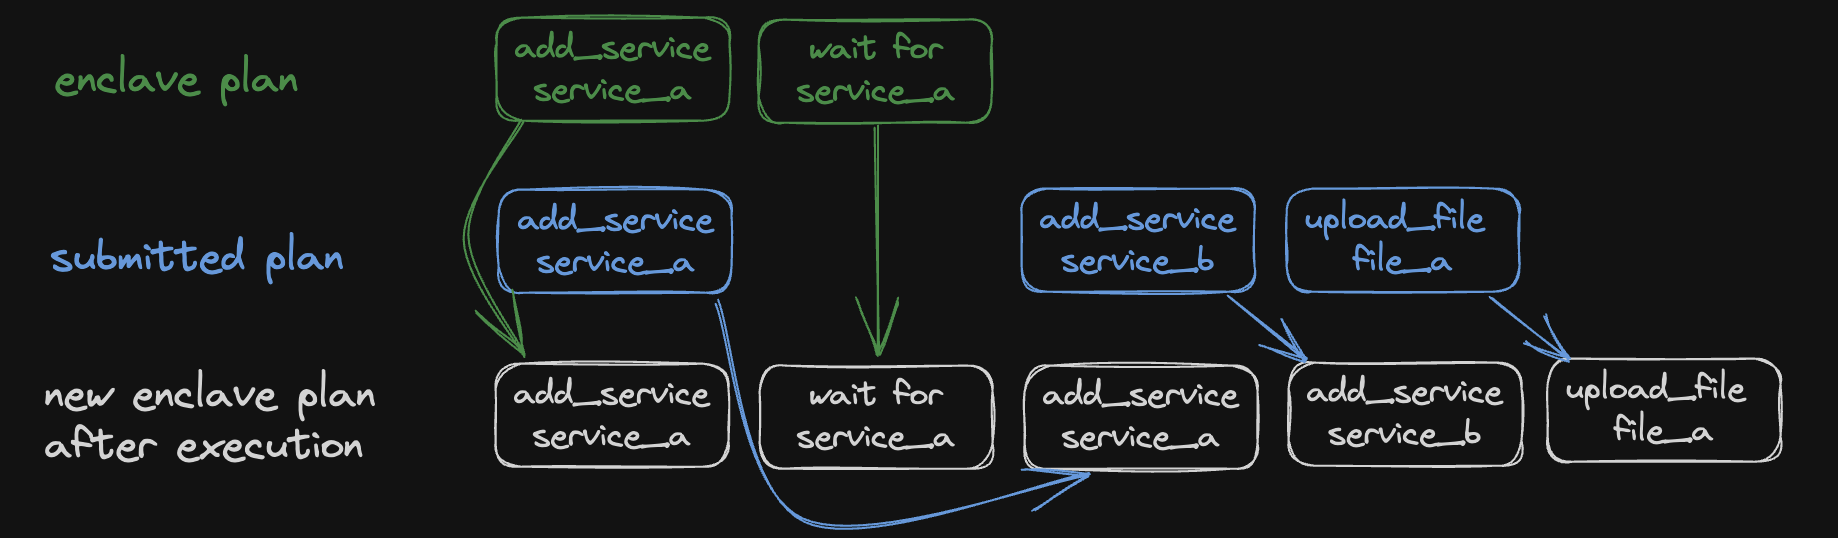 enclave plan
add_service
service_a
wait for
service_a
submitted plan
add_service
service_a
add_service
service_b
upload_file
file_a
new enclave plan
after execution
add_service
service_a
wait for
service_a
add_service
service_a
add_service
service_b
upload_file
file_a